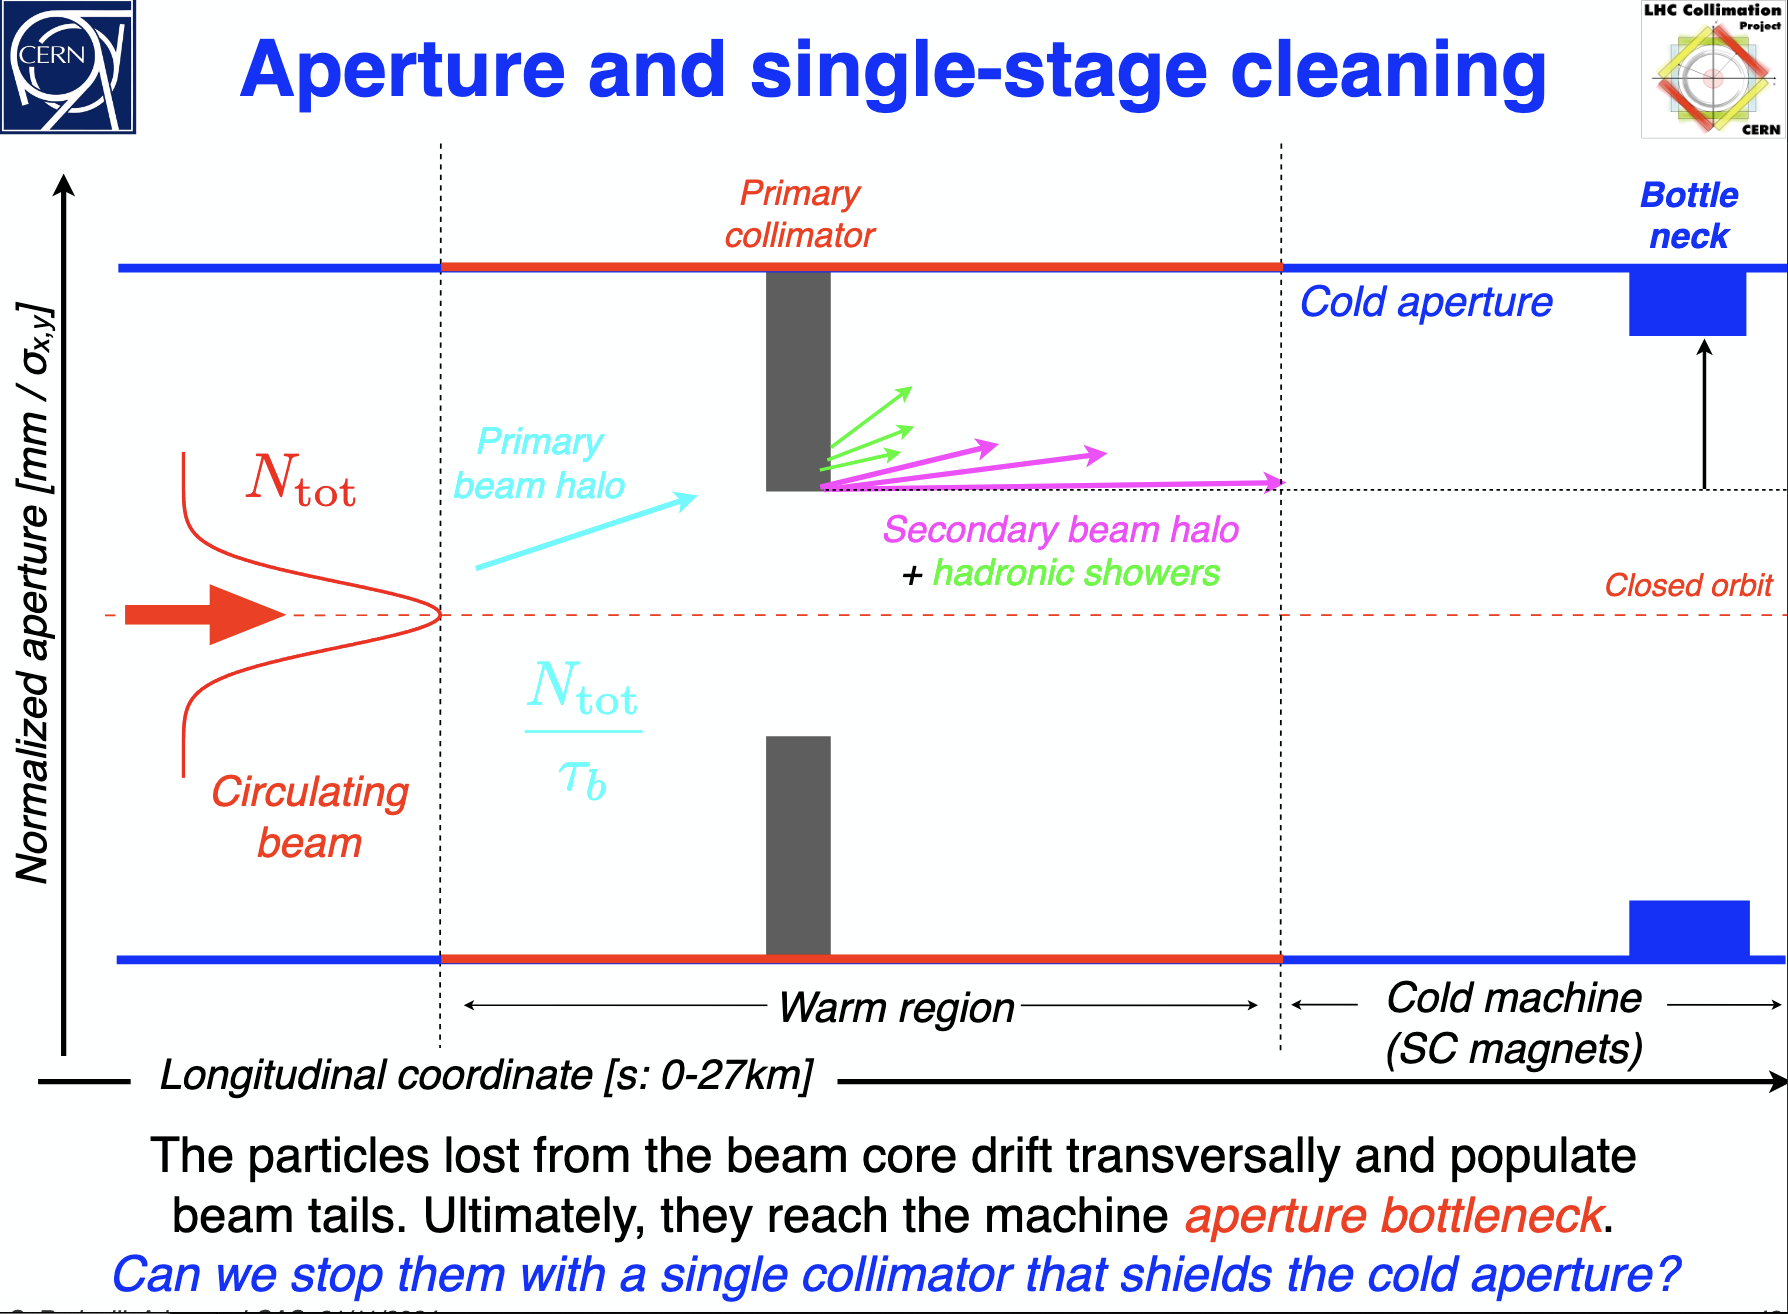 CERN
Aperture and single-stage cleaning
LHC Collimation
Project
CERN
Primary
collimator
Bottle
neck
Cold aperture
Normalized aperture [mm / σx,y]
Ntot
Primary
beam halo
Secondary beam halo
+ hadronic showers
Closed orbit
Ntot
τb
Circulating
beam
Warm region
Cold machine
(SC magnets)
Longitudinal coordinate [s: 0-27km]
The particles lost from the beam core drift transversally and populate
beam tails. Ultimately, they reach the machine aperture bottleneck.
Can we stop them with a single collimator that shields the cold aperture?